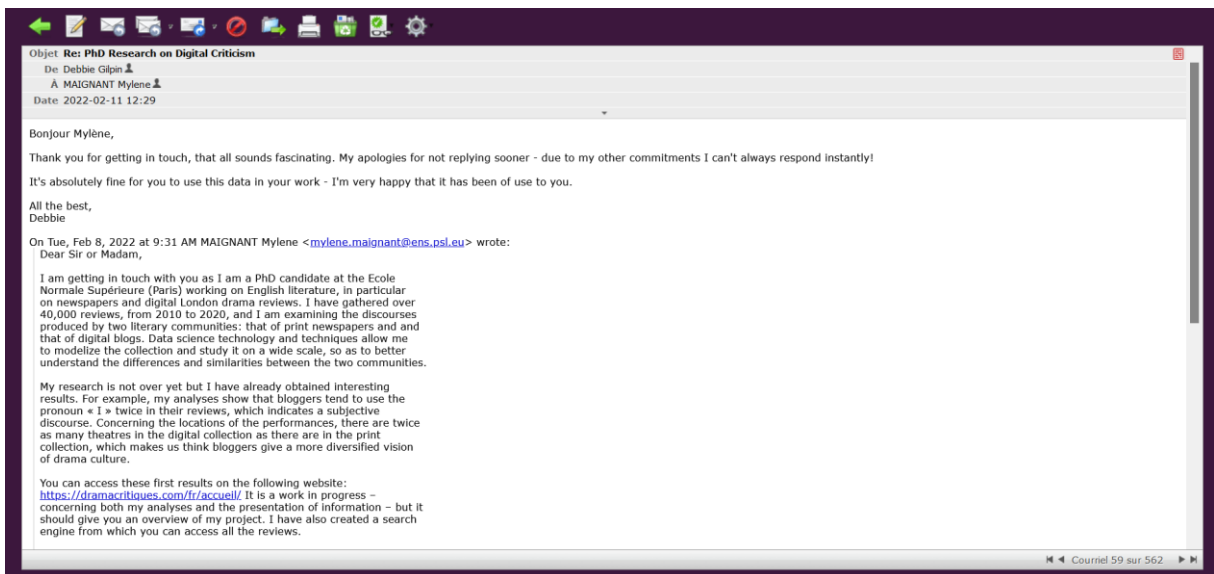 Objet Re: PhD Research on Digital Criticism
De Debbie Gilpin
À MAIGNANT Mylene
Date 2022-02-11 12:29
Bonjour Mylène,
Thank you for getting in touch, that all sounds fascinating. My apologies for not replying sooner - due to my other commitments I can't always respond instantly!
It's absolutely fine for you to use this data in your work - I'm very happy that it has been of use to you.
All the best,
Debbie
On Tue, Feb 8, 2022 at 9:31 AM MAIGNANT Mylene <mylene.maignant@ens.psl.eu> wrote:
Dear Sir or Madam,
I am getting in touch with you as I am a PhD candidate at the Ecole
Normale Supérieure (Paris) working on English literature, in particular
on newspapers and digital London drama reviews. I have gathered over
40,000 reviews, from 2010 to 2020, and I am examining the discourses
produced by two literary communities: that of print newspapers and and
that of digital blogs. Data science technology and techniques allow me
to modelize the collection and study it on a wide scale, so as to better
understand the differences and similarities between the two communities.
My research is not over yet but I have already obtained interesting
results. For example, my analyses show that bloggers tend to use the
pronoun « I » twice in their reviews, which indicates a subjective
discourse. Concerning the locations of the performances, there are twice
as many theatres in the digital collection as there are in the print
collection, which makes us think bloggers give a more diversified vision
of drama culture.
You can access these first results on the following website:
https://dramacritiques.com/fr/accueil/ It is a work in progress –
concerning both my analyses and the presentation of information – but it
should give you an overview of my project. I have also created a search
engine from which you can access all the reviews.
Courriel 59 sur 562